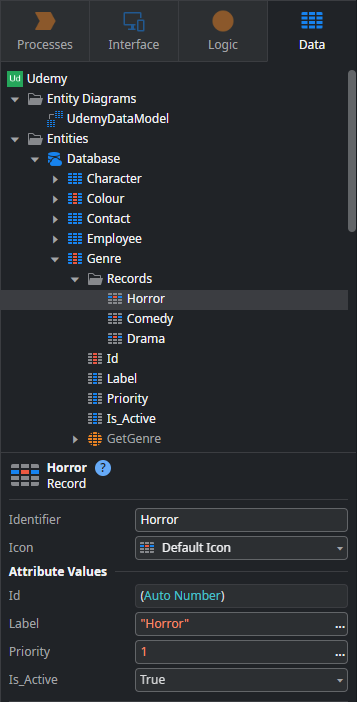 Processes Interface Logic Data
Ud Udemy
Entity Diagrams
UdemyDataModel
Entities
Database
Character
Colour
Contact
Employee
Genre
Records
Horror
Comedy
Drama
Id
Label
Priority
Is_Active
GetGenre
Horror ?
Record
Identifier Horror
Icon Default Icon
Attribute Values
Id (Auto Number)
Label "Horror" ...
Priority 1 ...
Is_Active True